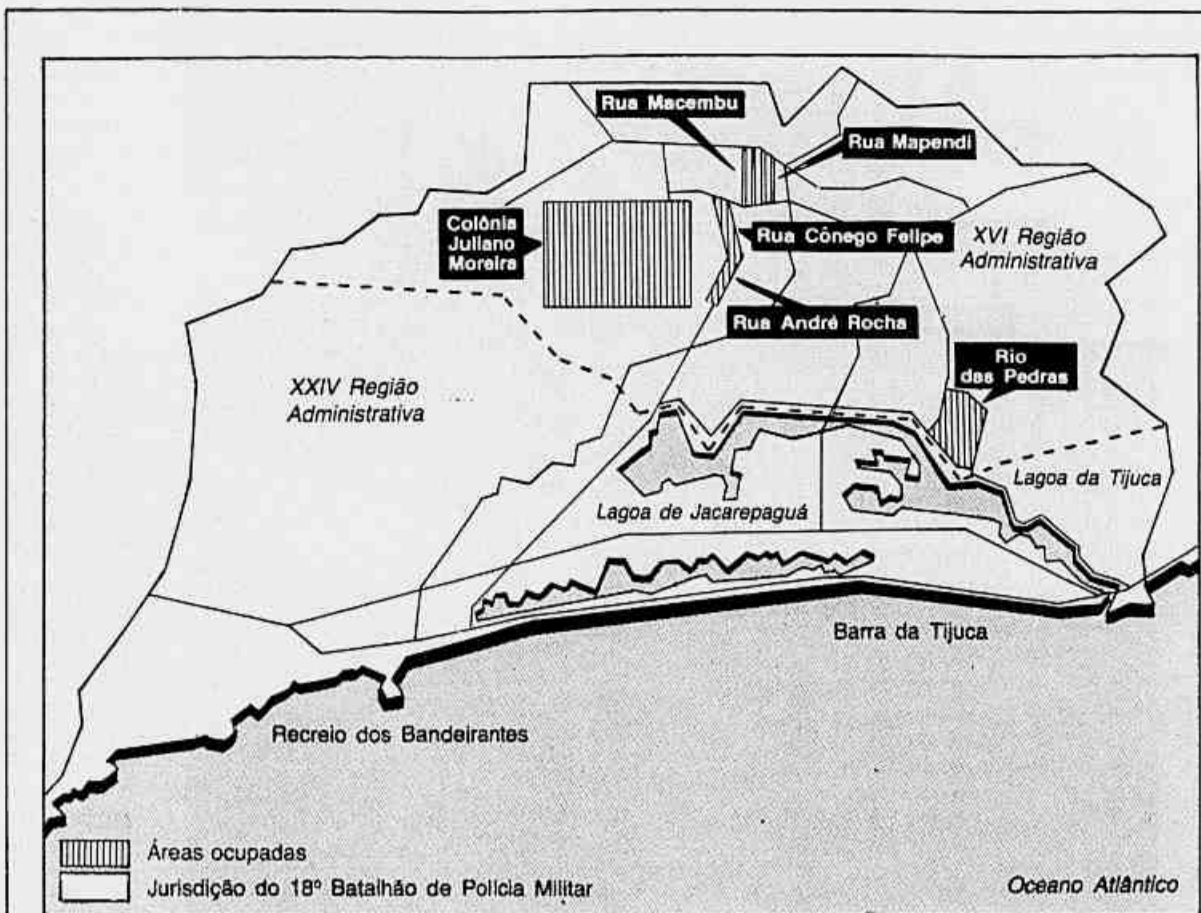 Rua Macembu
Rua Mapendi
Colônia
Juliano
Moreira
Rua Cônego Felipe
XVI Região
Administrativa
Rua André Rocha
Rio
das Pedras
XXIV Região
Administrativa
Lagoa da Tijuca
Lagoa de Jacarepaguá
Barra da Tijuca
Recreio dos Bandeirantes
Áreas ocupadas
Jurisdição do 18º Batalhão de Polícia Militar
Oceano Atlântico